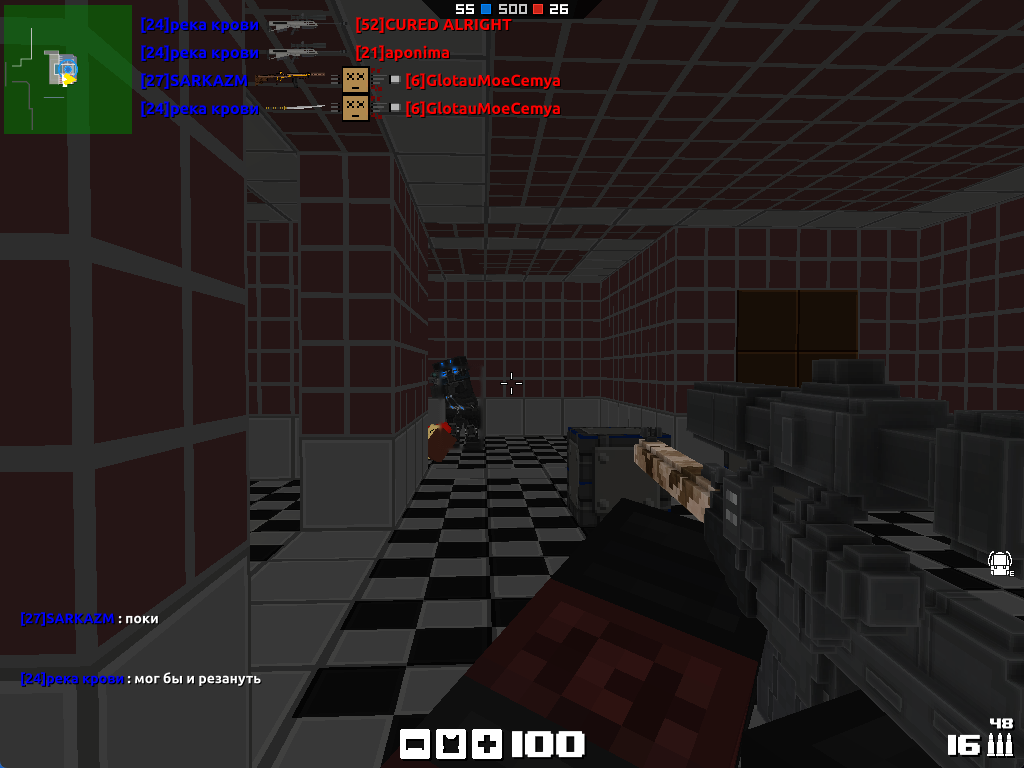 55 500 26
[24]река крови [52]CURED ALRIGHT
[24]река крови [21]aponima
[27]SARKAZM [6]GlotauMoeCemya
[24]река крови [6]GlotauMoeCemya
E
[27]SARKAZM : поки
[24]река крови : мог бы и резануть
100
48
16